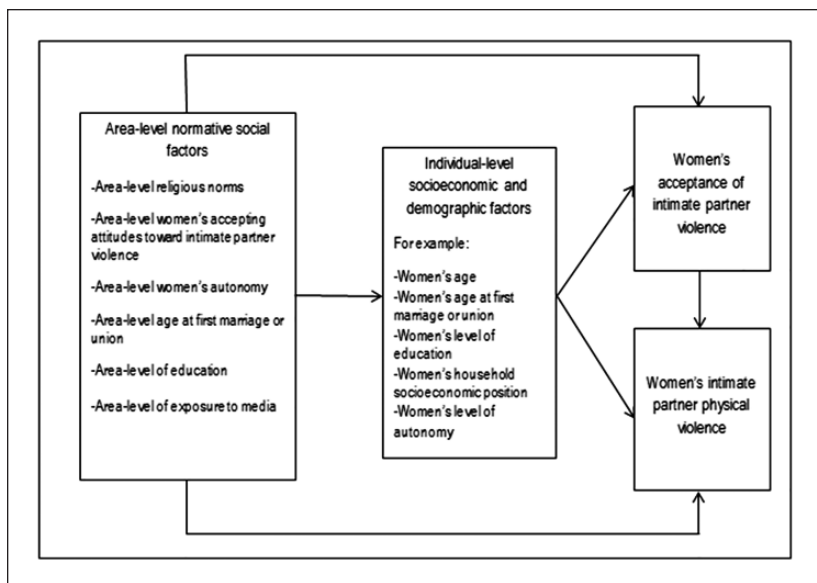 Area-level normative social
factors
-Area-level religious norms
-Area-level women's accepting
attitudes toward intimate partner
violence
-Area-level women's autonomy
-Area-level age at first marriage or
union
-Area-level of education
-Area-level of exposure to media
Individual-level
socioeconomic and
demographic factors
For example:
-Women's age
-Women's age at first
marriage or union
-Women's level of
education
-Women's household
socioeconomic position
-Women's level of
autonomy
Women's
acceptance of
intimate partner
violence
Women's intimate
partner physical
violence